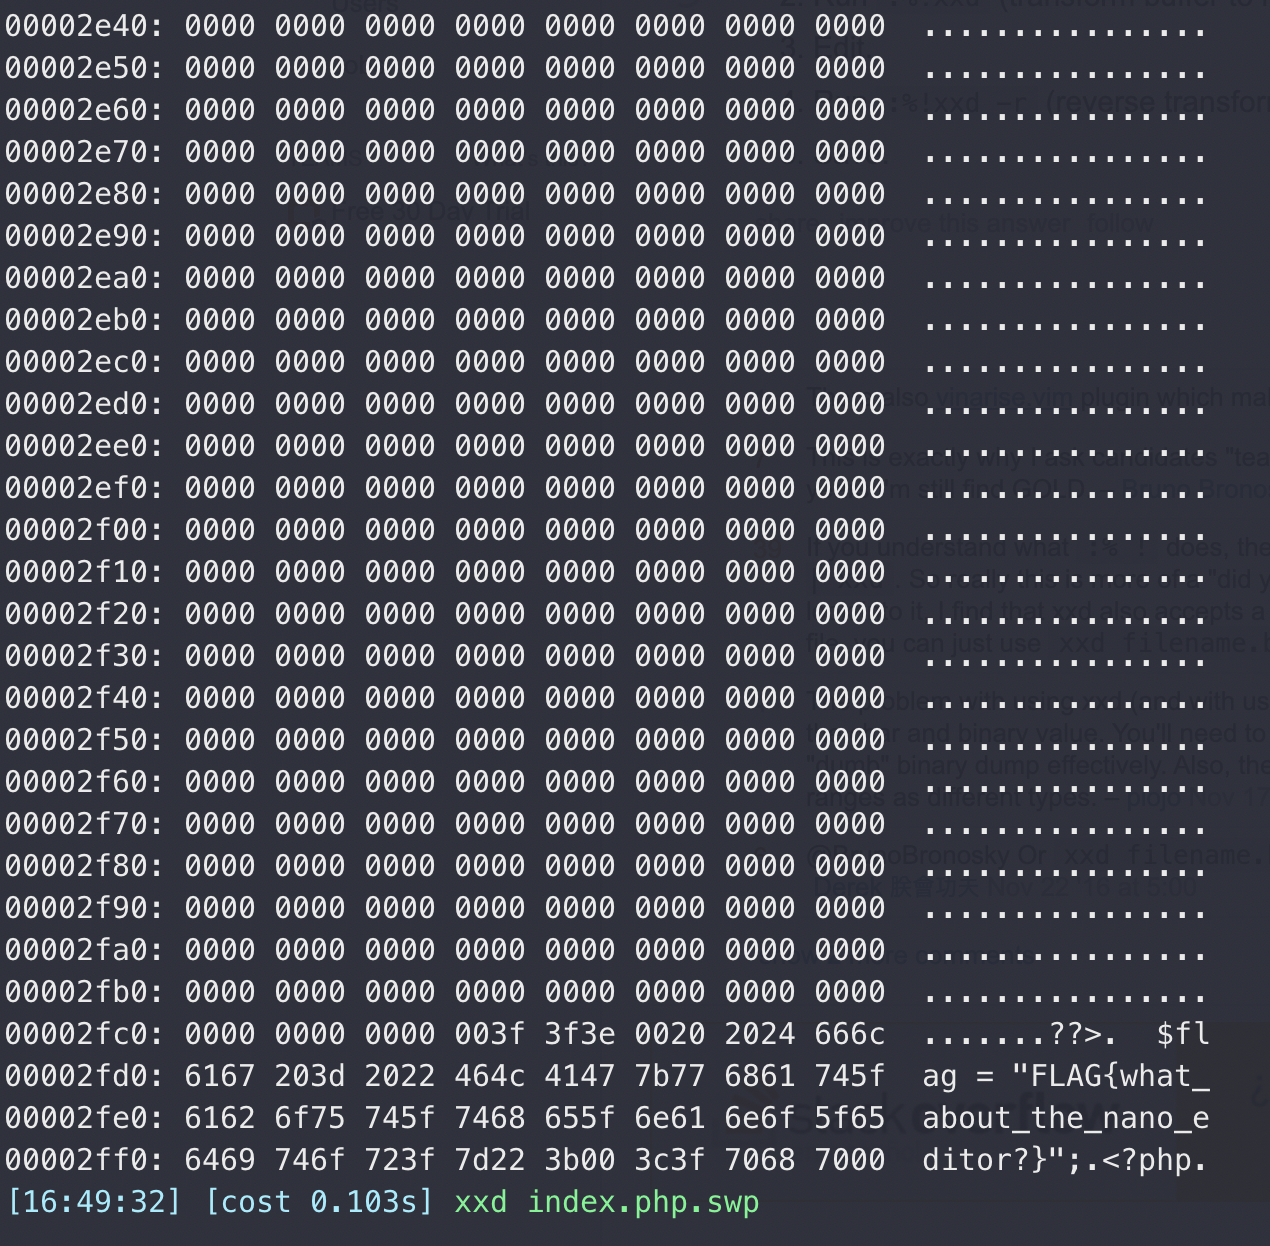 00002e40: 0000 0000 0000 0000 0000 0000 0000 0000  ................
00002e50: 0000 0000 0000 0000 0000 0000 0000 0000  ................
00002e60: 0000 0000 0000 0000 0000 0000 0000 0000  ................
00002e70: 0000 0000 0000 0000 0000 0000 0000 0000  ................
00002e80: 0000 0000 0000 0000 0000 0000 0000 0000  ................
00002e90: 0000 0000 0000 0000 0000 0000 0000 0000  ................
00002ea0: 0000 0000 0000 0000 0000 0000 0000 0000  ................
00002eb0: 0000 0000 0000 0000 0000 0000 0000 0000  ................
00002ec0: 0000 0000 0000 0000 0000 0000 0000 0000  ................
00002ed0: 0000 0000 0000 0000 0000 0000 0000 0000  ................
00002ee0: 0000 0000 0000 0000 0000 0000 0000 0000  ................
00002ef0: 0000 0000 0000 0000 0000 0000 0000 0000  ................
00002f00: 0000 0000 0000 0000 0000 0000 0000 0000  ................
00002f10: 0000 0000 0000 0000 0000 0000 0000 0000  ................
00002f20: 0000 0000 0000 0000 0000 0000 0000 0000  ................
00002f30: 0000 0000 0000 0000 0000 0000 0000 0000  ................
00002f40: 0000 0000 0000 0000 0000 0000 0000 0000  ................
00002f50: 0000 0000 0000 0000 0000 0000 0000 0000  ................
00002f60: 0000 0000 0000 0000 0000 0000 0000 0000  ................
00002f70: 0000 0000 0000 0000 0000 0000 0000 0000  ................
00002f80: 0000 0000 0000 0000 0000 0000 0000 0000  ................
00002f90: 0000 0000 0000 0000 0000 0000 0000 0000  ................
00002fa0: 0000 0000 0000 0000 0000 0000 0000 0000  ................
00002fb0: 0000 0000 0000 0000 0000 0000 0000 0000  ................
00002fc0: 0000 0000 0000 003f 3f3e 0020 2024 666c  .......??>.  $fl
00002fd0: 6167 203d 2022 464c 4147 7b77 6861 745f  ag = "FLAG{what_
00002fe0: 6162 6f75 745f 7468 655f 6e61 6e6f 5f65  about_the_nano_e
00002ff0: 6469 746f 723f 7d22 3b00 3c3f 7068 7000  ditor?}";.<?php.
[16:49:32] [cost 0.103s] xxd index.php.swp